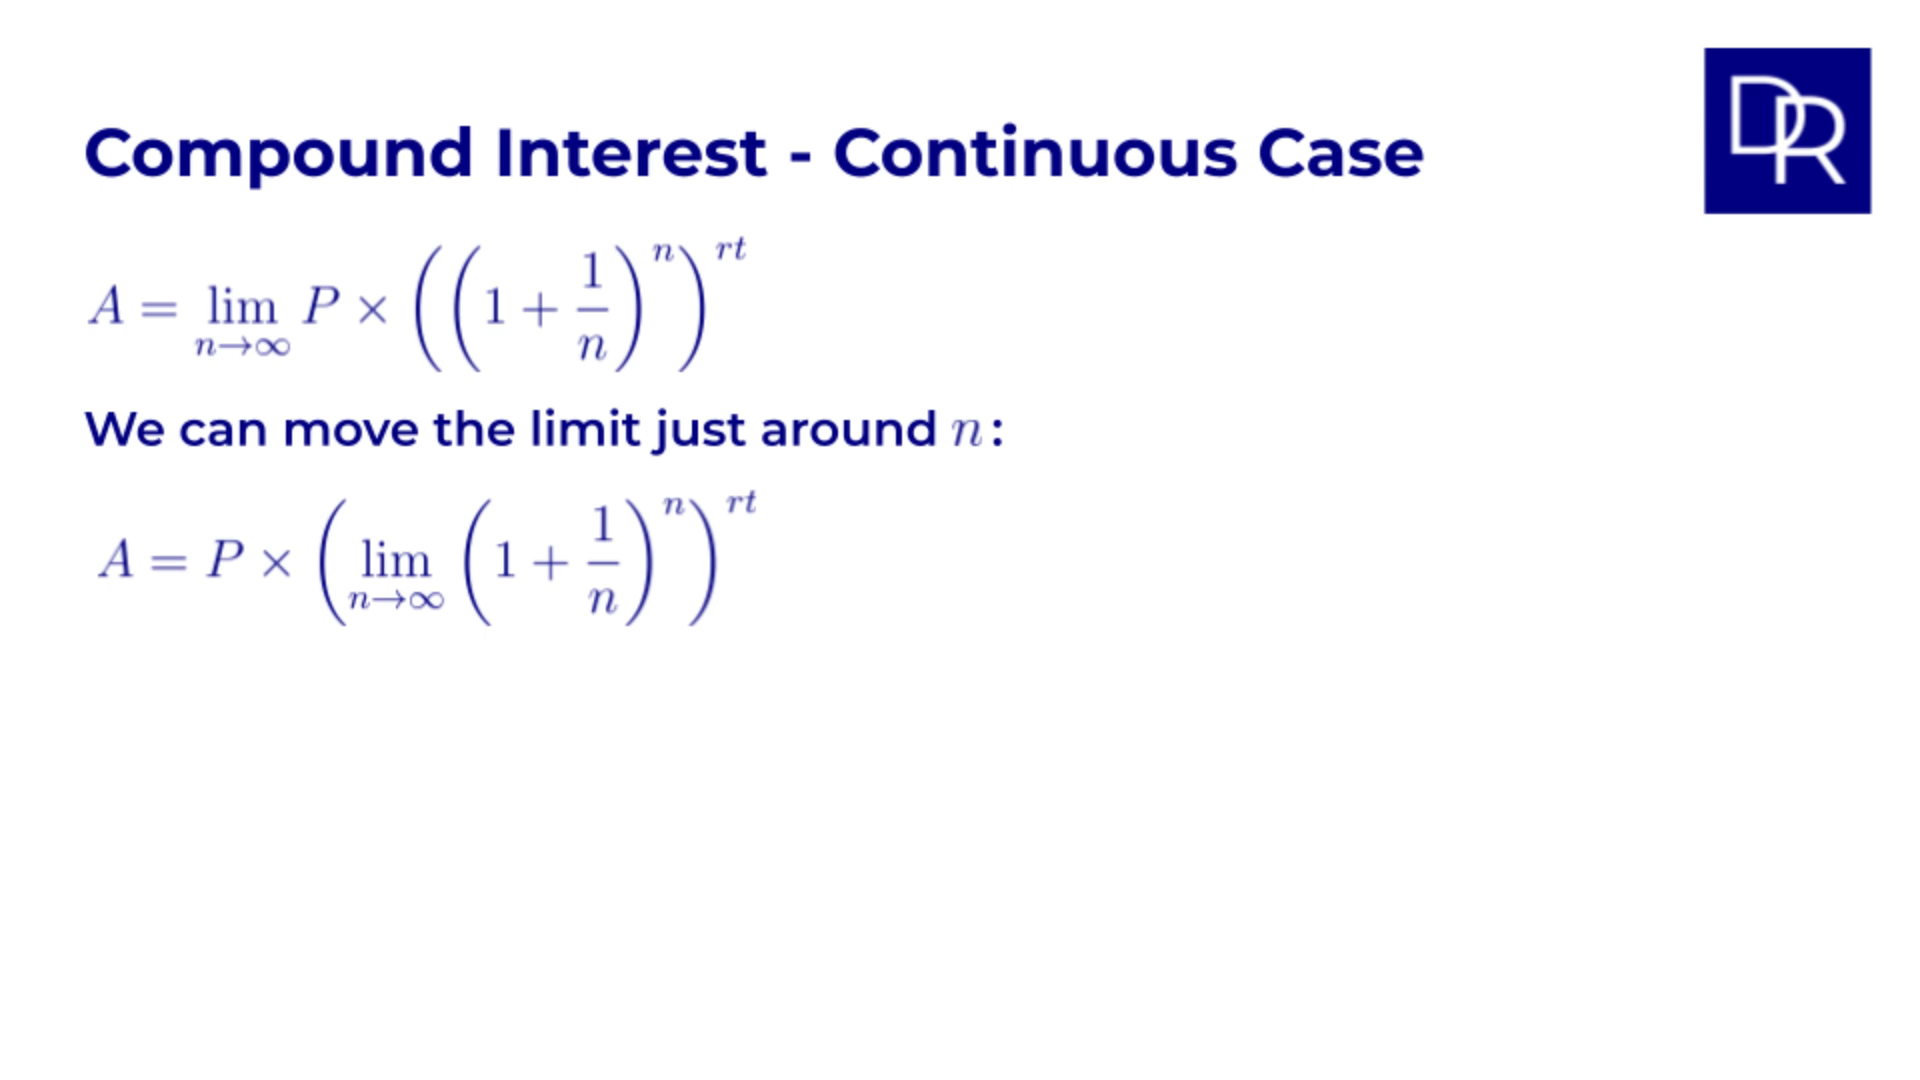 DR
Compound Interest - Continuous Case
A = lim_{n→∞} P × ((1 + 1/n)^n)^{rt}
We can move the limit just around n:
A = P × (lim_{n→∞} (1 + 1/n)^n)^{rt}